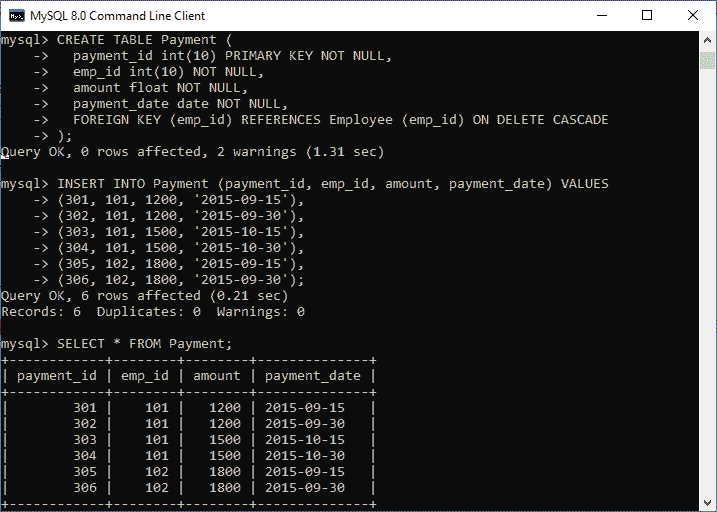 MySQL 8.0 Command Line Client
mysql> CREATE TABLE Payment (
    ->   payment_id int(10) PRIMARY KEY NOT NULL,
    ->   emp_id int(10) NOT NULL,
    ->   amount float NOT NULL,
    ->   payment_date date NOT NULL,
    ->   FOREIGN KEY (emp_id) REFERENCES Employee (emp_id) ON DELETE CASCADE
    -> );
Query OK, 0 rows affected, 2 warnings (1.31 sec)
mysql> INSERT INTO Payment (payment_id, emp_id, amount, payment_date) VALUES
    -> (301, 101, 1200, '2015-09-15'),
    -> (302, 101, 1200, '2015-09-30'),
    -> (303, 101, 1500, '2015-10-15'),
    -> (304, 101, 1500, '2015-10-30'),
    -> (305, 102, 1800, '2015-09-15'),
    -> (306, 102, 1800, '2015-09-30');
Query OK, 6 rows affected (0.21 sec)
Records: 6  Duplicates: 0  Warnings: 0
mysql> SELECT * FROM Payment;
+------------+--------+--------+--------------+
| payment_id | emp_id | amount | payment_date |
+------------+--------+--------+--------------+
|        301 |    101 |   1200 | 2015-09-15   |
|        302 |    101 |   1200 | 2015-09-30   |
|        303 |    101 |   1500 | 2015-10-15   |
|        304 |    101 |   1500 | 2015-10-30   |
|        305 |    102 |   1800 | 2015-09-15   |
|        306 |    102 |   1800 | 2015-09-30   |
+------------+--------+--------+--------------+